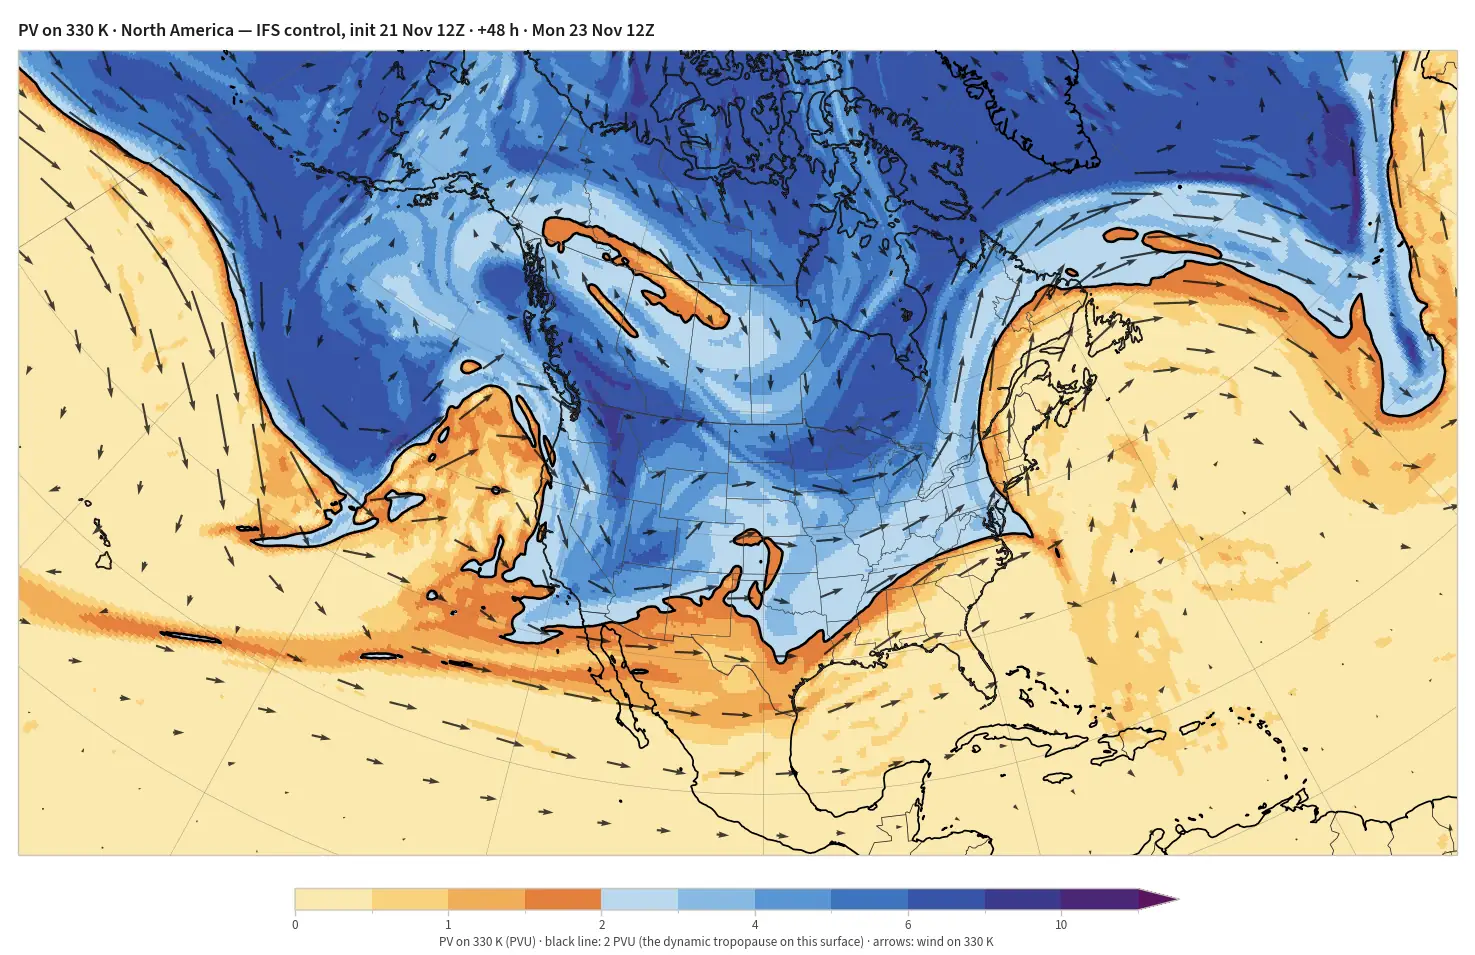 PV on 330 K · North America — IFS control, init 21 Nov 12Z · +48 h · Mon 23 Nov 12Z
0 1 2 4 6 10
PV on 330 K (PVU) · black line: 2 PVU (the dynamic tropopause on this surface) · arrows: wind on 330 K